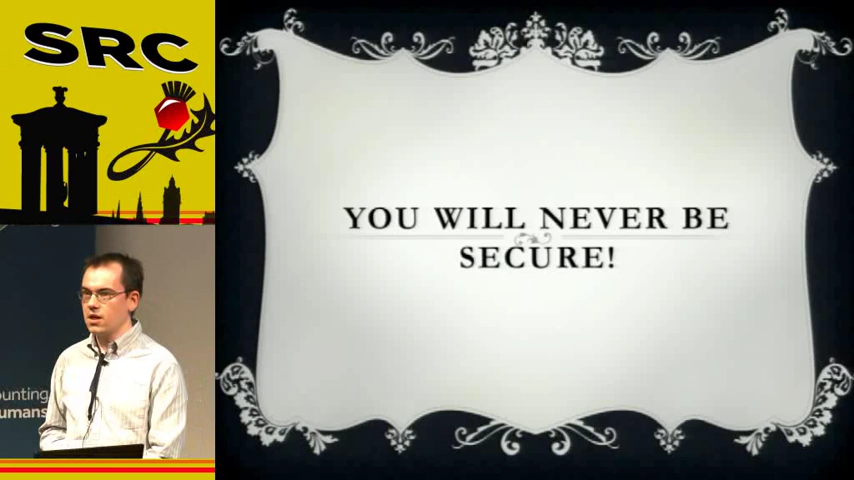 SRC
YOU WILL NEVER BE
SECURE!
ounting
umans